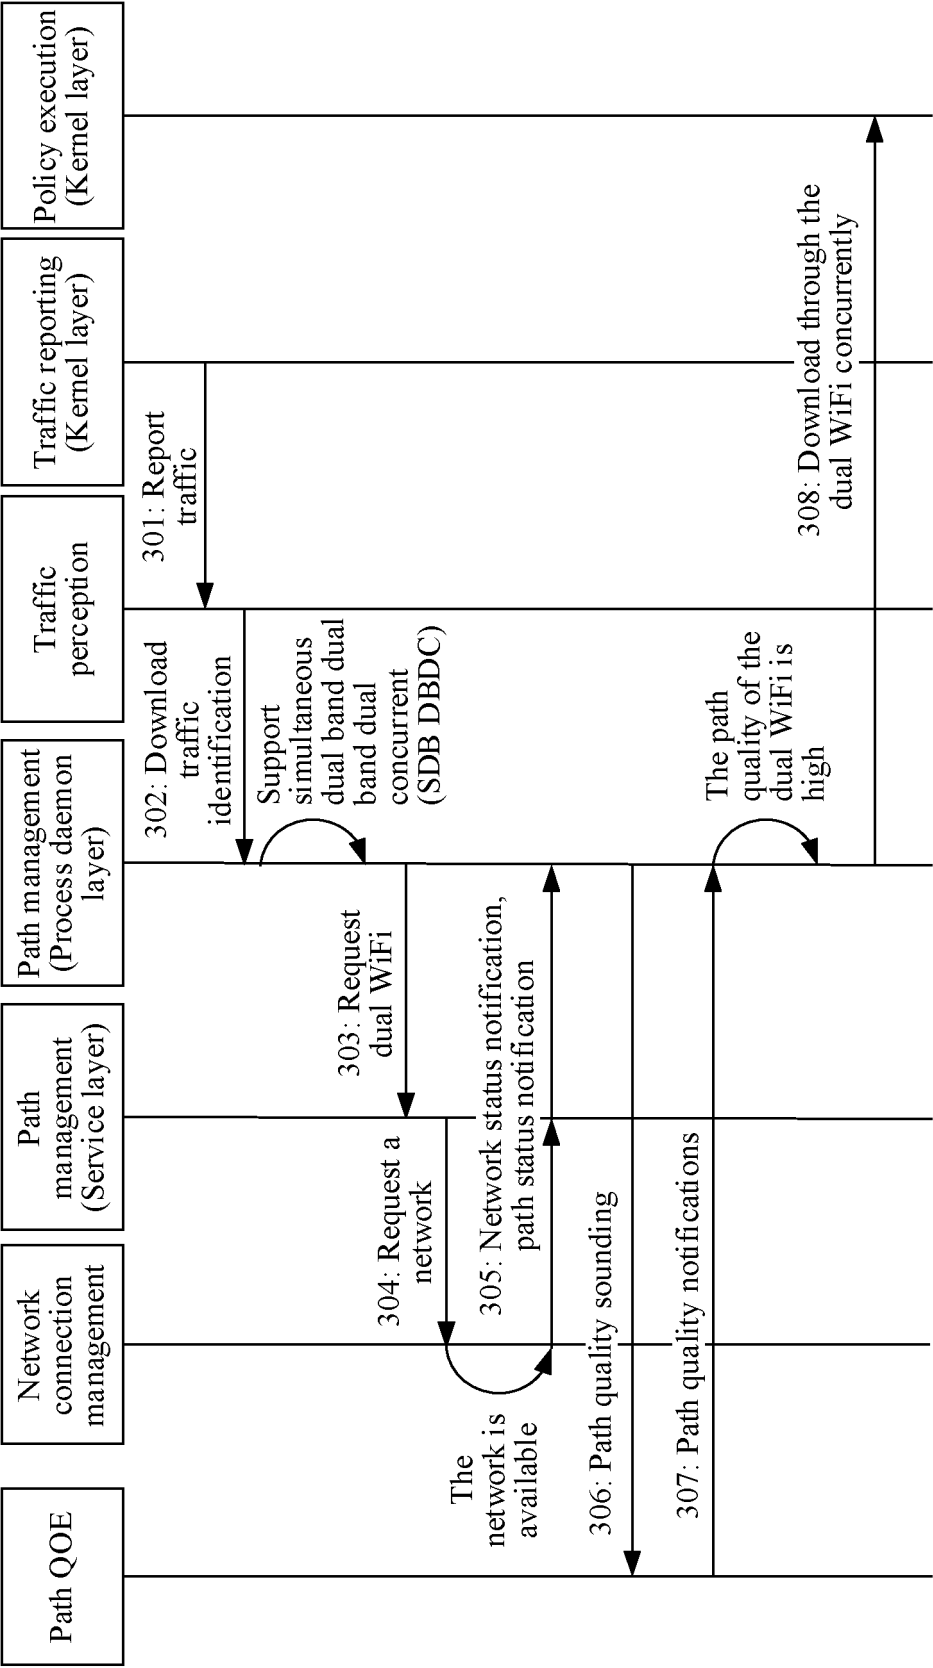 Path QOE
Network
connection
management
Path
management
(Service layer)
Path management
(Process daemon
layer)
Traffic
perception
Traffic reporting
(Kernel layer)
Policy execution
(Kernel layer)
301: Report
traffic
302: Download
traffic
identification
Support
simultaneous
dual band dual
band dual
concurrent
(SDB DBDC)
303: Request
dual WiFi
304: Request a
network
The
network is
available
305: Network status notification,
path status notification
306: Path quality sounding
307: Path quality notifications
The path
quality of the
dual WiFi is
high
308: Download through the
dual WiFi concurrently